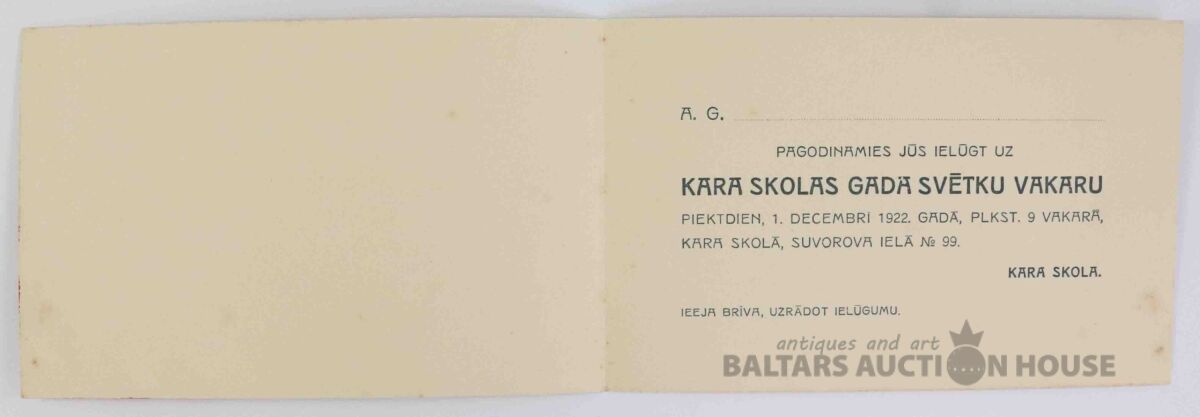 A. G.
PAGODINAMIES JŪS IELŪGT UZ
KARA SKOLAS GADA SVĒTKU VAKARU
PIEKTDIEN, 1. DECEMBRĪ 1922. GADĀ, PLKST. 9 VAKARĀ,
KARA SKOLĀ, SUVOROVA IELĀ № 99.
KARA SKOLA.
IEEJA BRĪVA, UZRĀDOT IELŪGUMU.
antiques and art
BALTARS AUCTION HOUSE